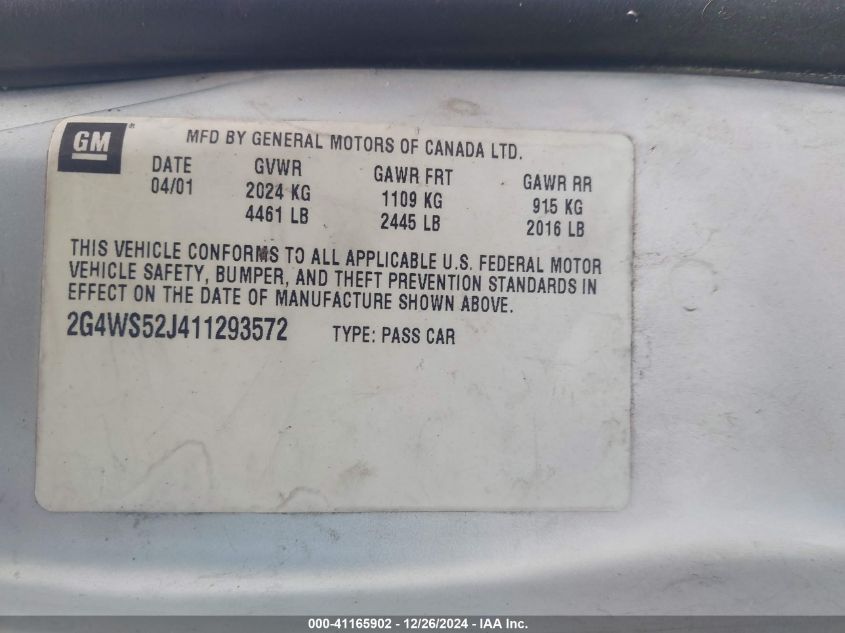 GM
MFD BY GENERAL MOTORS OF CANADA LTD.
DATE GVWR GAWR FRT GAWR RR
04/01 2024 KG 1109 KG 915 KG
4461 LB 2445 LB 2016 LB
THIS VEHICLE CONFORMS TO ALL APPLICABLE U.S. FEDERAL MOTOR
VEHICLE SAFETY, BUMPER, AND THEFT PREVENTION STANDARDS IN
EFFECT ON THE DATE OF MANUFACTURE SHOWN ABOVE.
2G4WS52J411293572 TYPE: PASS CAR
000-41165902 - 12/26/2024 - IAA Inc.